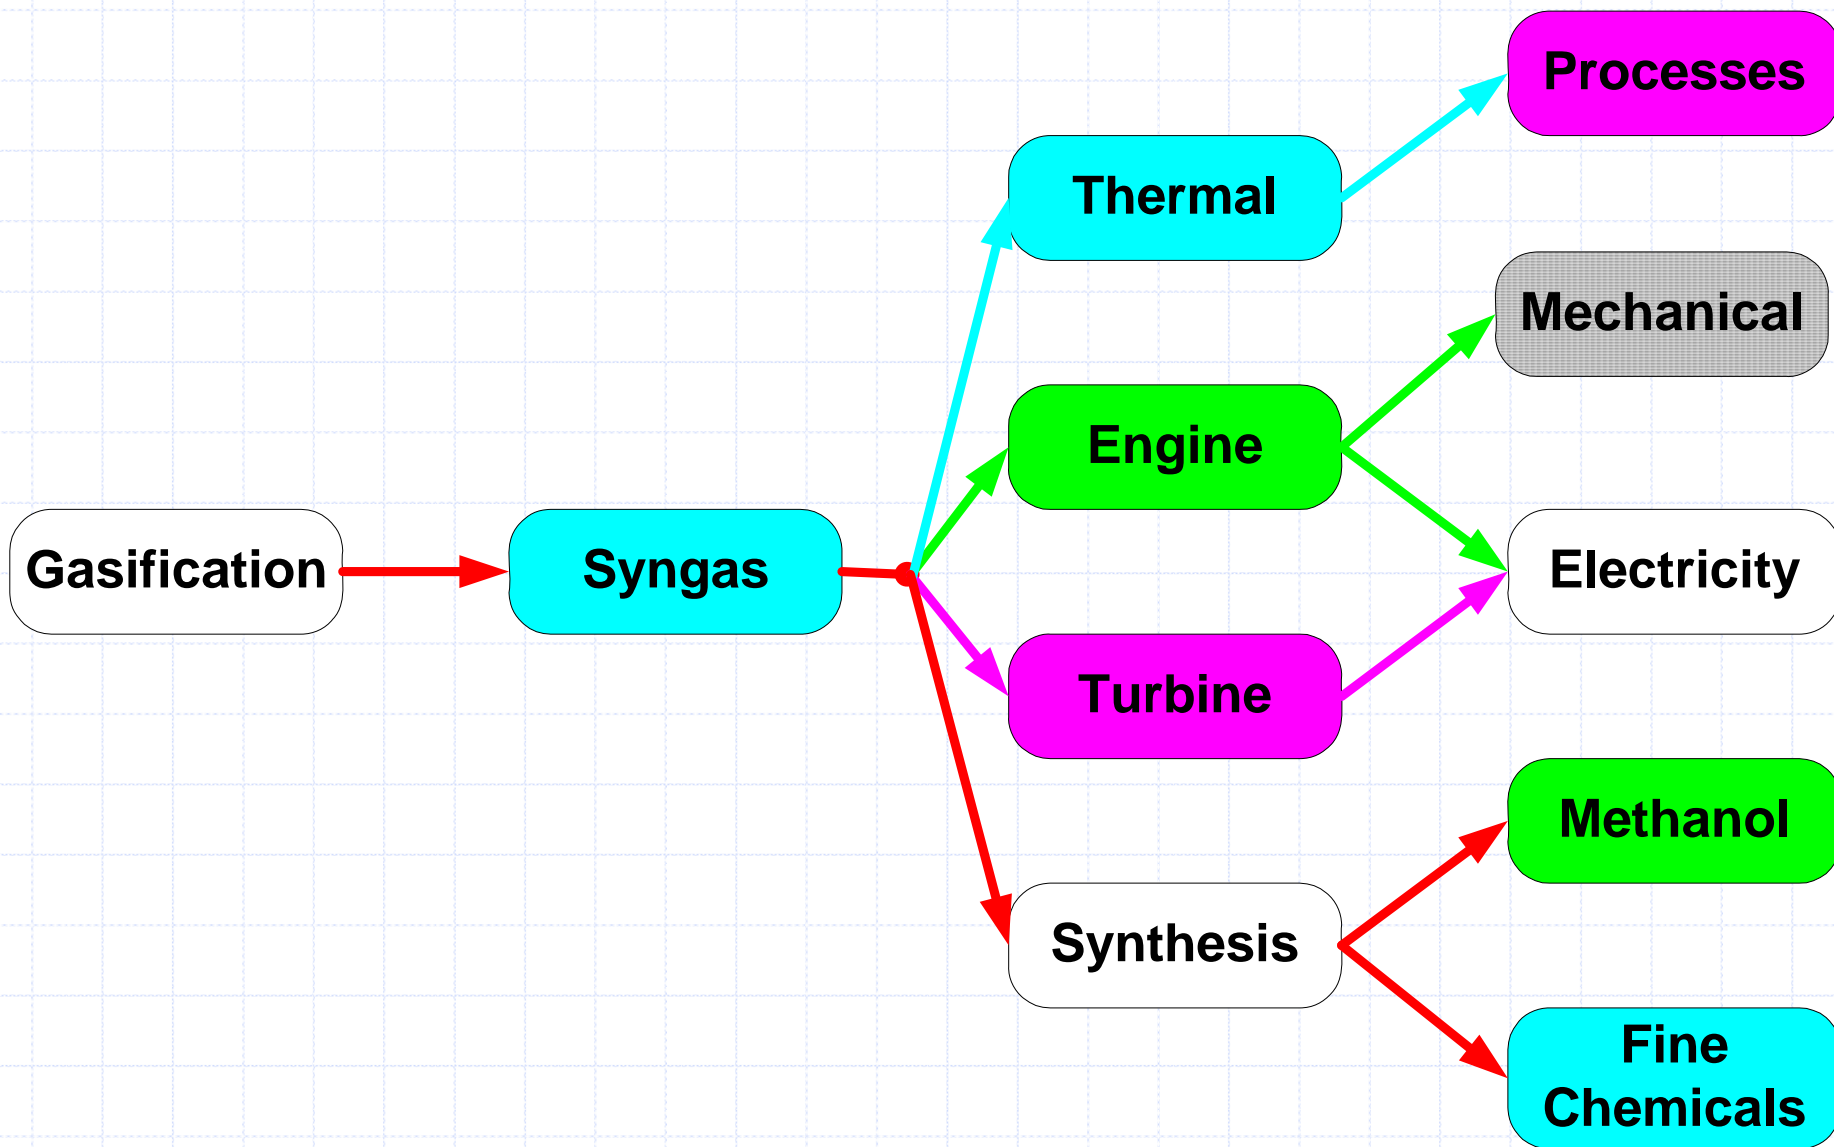 Processes
Thermal
Mechanical
Engine
Gasification
Syngas
Electricity
Turbine
Methanol
Synthesis
Fine
Chemicals